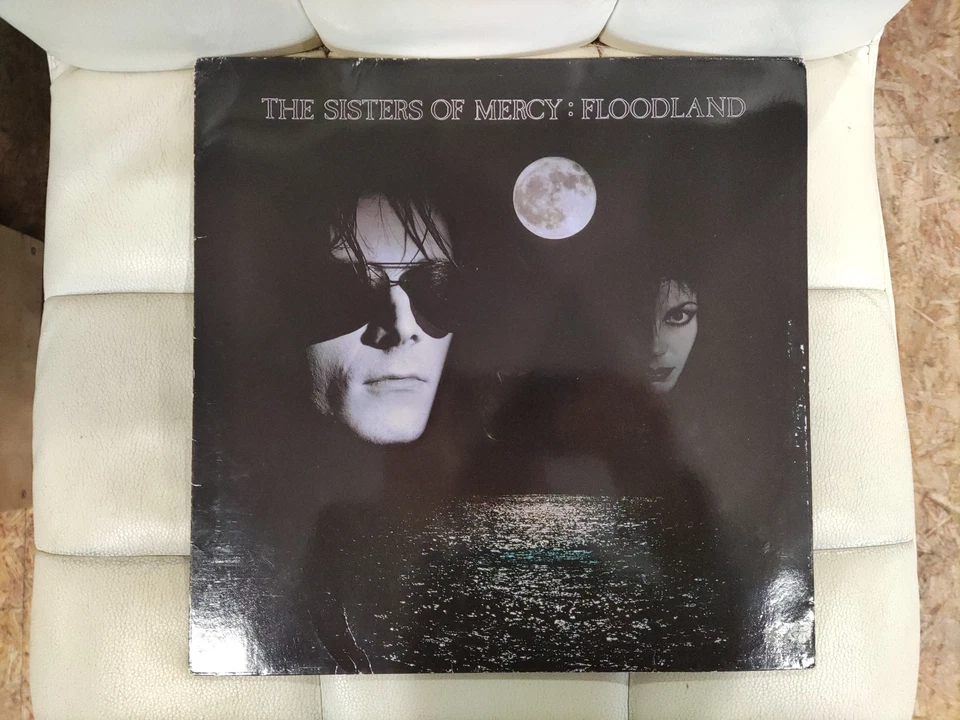 THE SISTERS OF MERCY : FLOODLAND